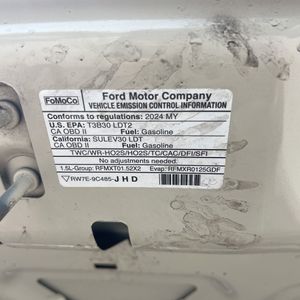 FoMoCo
Ford Motor Company
VEHICLE EMISSION CONTROL INFORMATION
Conforms to regulations: 2024 MY
U.S. EPA: T3B30 LDT2
CA OBD II Fuel: Gasoline
California: SULEV30 LDT
CA OBD II Fuel: Gasoline
TWC/WR-HO2S/HO2S/TC/CAC/DFI/SFI
No adjustments needed.
1.5L-Group: RFMXT01.52X2 Evap: RFMXR0125GDF
RW7E-9C485-JHD